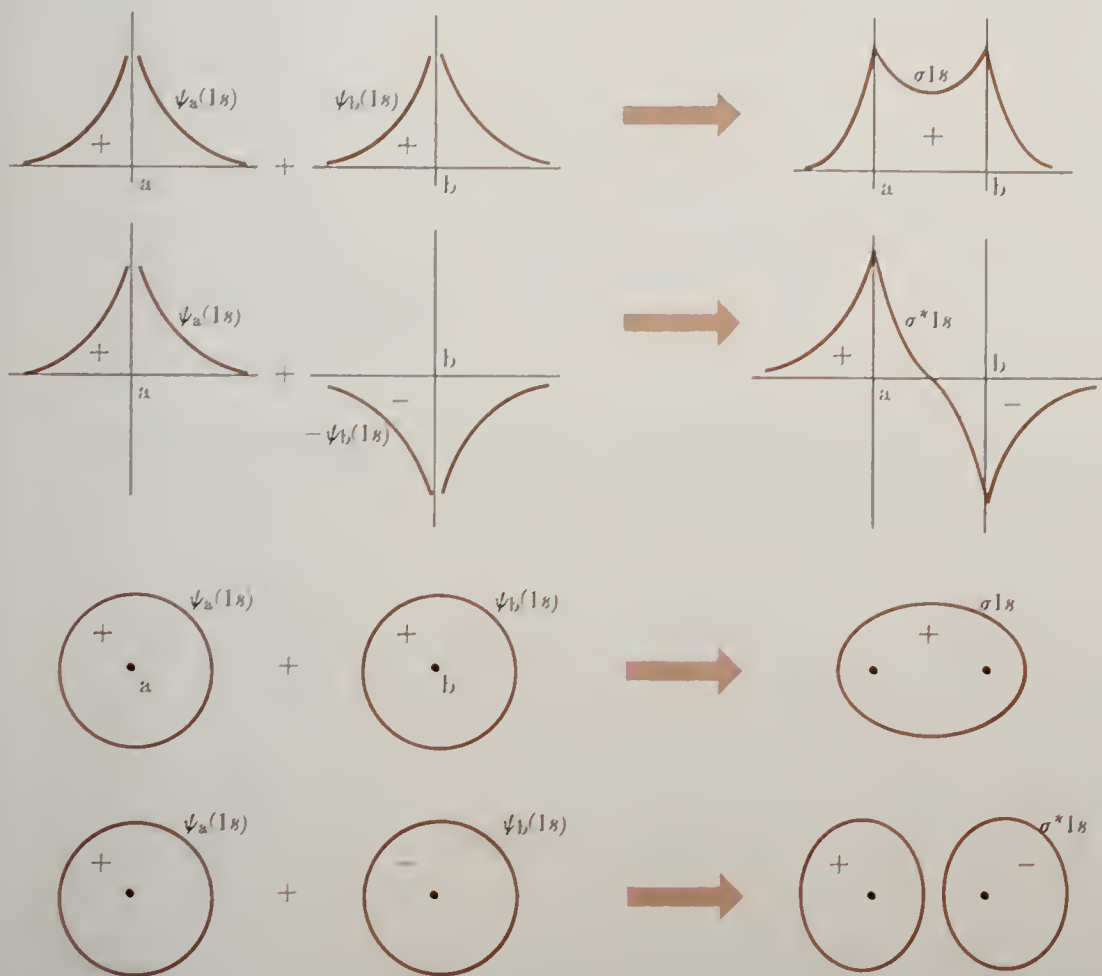 ψa(1s) ψb(1s) σ1s
+ + +
+
a b a b
ψa(1s) b σ*1s
+ + − + b −
a −ψb(1s) a
ψa(1s) ψb(1s) σ1s
+ + + +
a b
ψa(1s) ψb(1s) σ*1s
+ − + −
+